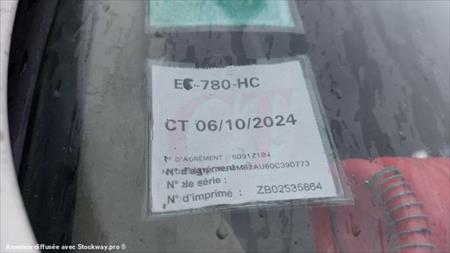 -780-HC
CT 06/10/2024
N° D'AGRÉMENT : S091Z184
N° d'agrément
N° de série :
N° d'imprimé : ZB02535864
Annonce diffusée avec Stockway.pro ®